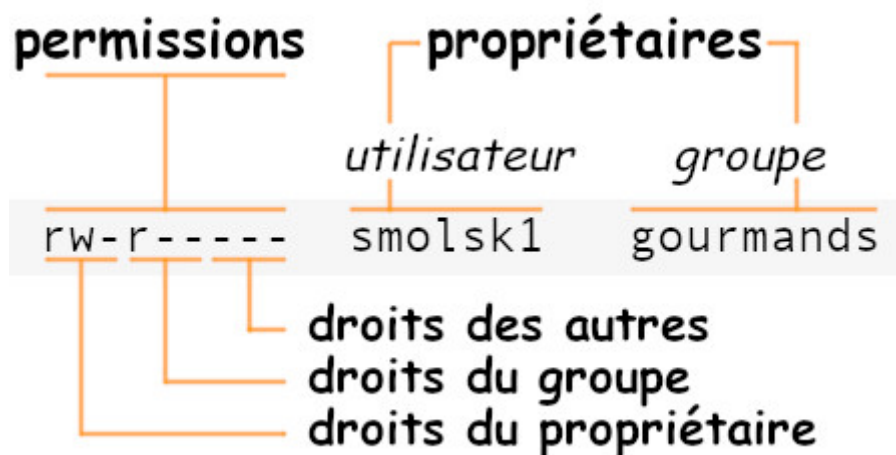 permissions propriétaires
utilisateur groupe
rw-r----- smolsk1 gourmands
droits des autres
droits du groupe
droits du propriétaire